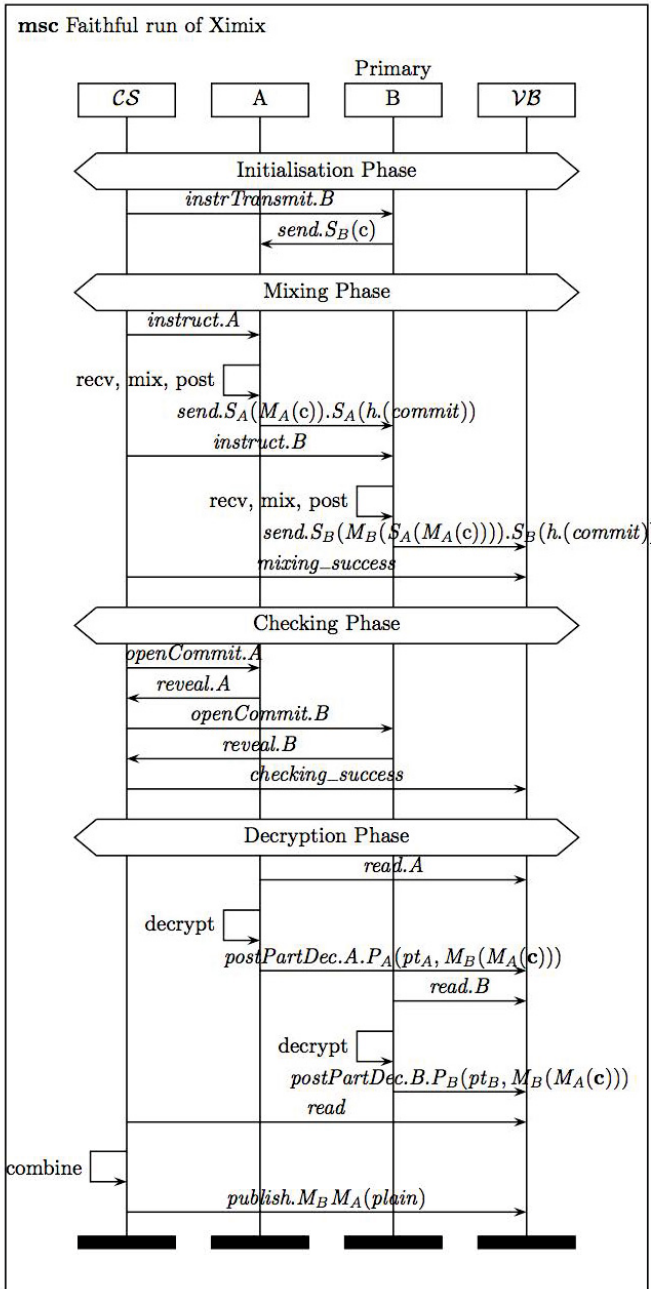 msc Faithful run of Ximix
Primary
CS A B VB
Initialisation Phase
instrTransmit.B
send.S_B(c)
Mixing Phase
instruct.A
recv, mix, post
send.S_A(M_A(c)).S_A(h.(commit))
instruct.B
recv, mix, post
send.S_B(M_B(S_A(M_A(c)))).S_B(h.(commit))
mixing_success
Checking Phase
openCommit.A
reveal.A
openCommit.B
reveal.B
checking_success
Decryption Phase
read.A
decrypt
postPartDec.A.P_A(pt_A, M_B(M_A(c)))
read.B
decrypt
postPartDec.B.P_B(pt_B, M_B(M_A(c)))
read
combine
publish.M_B M_A(plain)